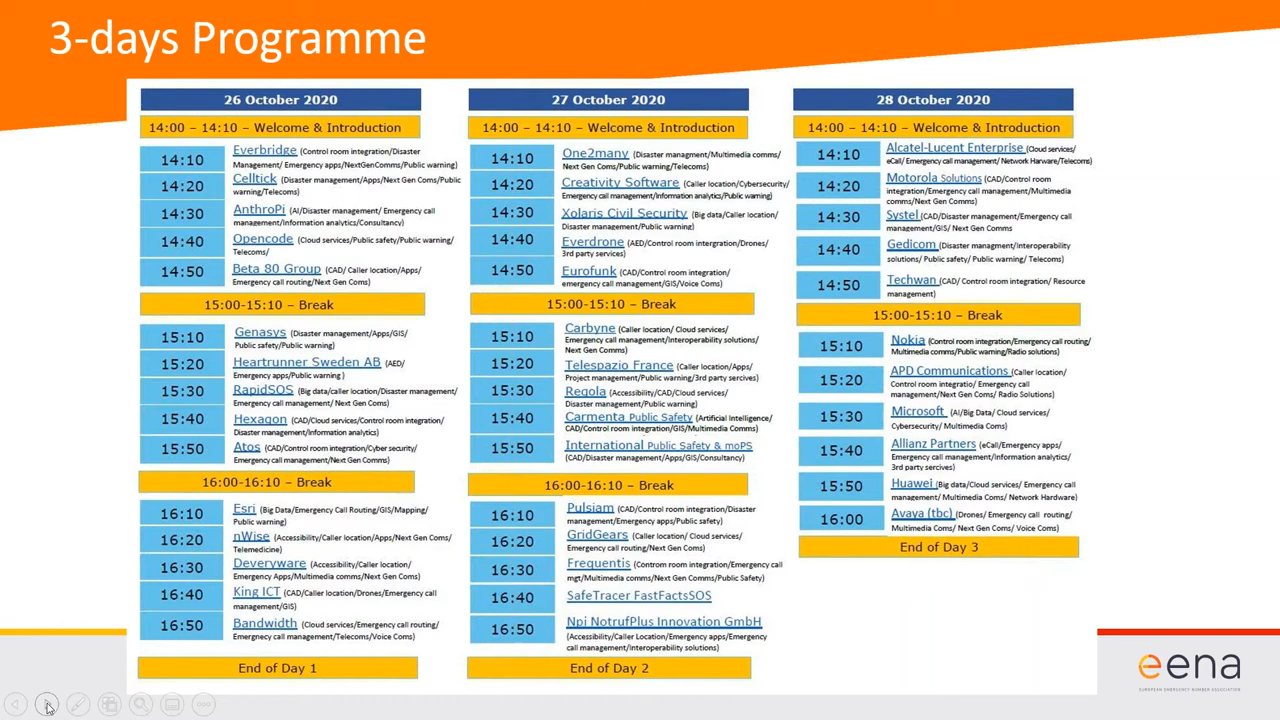 3-days Programme
26 October 2020
14:00 – 14:10 – Welcome & Introduction
14:10
Everbridge (Control room integration/Disaster
Management/ Emergency apps/NextGenComms/Public warning)
14:20
Celltick (Disaster management/Apps/Next Gen Coms/Public
warning/Telecoms)
14:30
AnthroPi (AI/Disaster management/ Emergency call
management/Information analytics/Consultancy)
14:40
Opencode (Cloud services/Public safety/Public warning/
Telecoms/
14:50
Beta 80 Group (CAD/ Caller location/Apps/
Emergency call routing/Next Gen Coms)
15:00-15:10 – Break
15:10
Genasys (Disaster management/Apps/GIS/
Public safety/Public warning)
15:20
Heartrunner Sweden AB (AED/
Emergency apps/Public warning )
15:30
RapidSOS (Big data/caller location/Disaster management/
Emergency call management/ Next Gen Coms)
15:40
Hexagon (CAD/Cloud services/Control room integration/
Disaster management/Information analytics)
15:50
Atos (CAD/Control room integration/Cyber security/
Emergency call management/Next Gen Comms)
16:00-16:10 – Break
16:10
Esri (Big Data/Emergency Call Routing/GIS/Mapping/
Public warning)
16:20
nWise (Accessibility/Caller location/Apps/Next Gen Coms/
Telemedicine)
16:30
Deveryware (Accessibility/Caller location/
Emergency Apps/Multimedia comms/Next Gen Coms)
16:40
King ICT (CAD/Caller location/Drones/Emergency call
management/GIS)
16:50
Bandwidth (Cloud services/Emergency call routing/
Emergnecy call management/Telecoms/Voice Coms)
End of Day 1
27 October 2020
14:00 – 14:10 – Welcome & Introduction
14:10
One2many (Disaster managment/Multimedia comms/
Next Gen Coms/Public warning/Telecoms)
14:20
Creativity Software (Caller location/Cybersecurity/
Emergency call management/Information analytics/Public warning)
14:30
Xolaris Civil Security (Big data/Caller location/
Disaster management/Public warning)
14:40
Everdrone (AED/Control room intergration/Drones/
3rd party services)
14:50
Eurofunk (CAD/Control room integration/
emergency call management/GIS/Voice Coms)
15:00-15:10 – Break
15:10
Carbyne (Caller location/ Cloud services/
Emergency call management/Interoperability solutions/
Next Gen Coms)
15:20
Telespazio France (Caller location/Apps/
Project management/Public warning/3rd party sercives)
15:30
Regola (Accessibility/CAD/Cloud services/
Disaster management/Public warning)
15:40
Carmenta Public Safety (Artificial Intelligence/
CAD/Control room integration/GIS/Multimedia Comms)
15:50
International Public Safety & moPS
(CAD/Disaster management/Apps/GIS/Consultancy)
16:00-16:10 – Break
16:10
Pulsiam (CAD/Control room integration/Disaster
management/Emergency apps/Public safety)
16:20
GridGears (Caller location/ Cloud services/
Emergency call routing/Next Gen Coms)
16:30
Frequentis (Controm room integration/Emergency call
mgt/Multimedia comms/Next Gen Comms/Public Safety)
16:40
SafeTracer FastFactsSOS
16:50
Npi NotrufPlus Innovation GmbH
(Accessibility/Caller Location/Emergency apps/Emergency
call management/Interoperability solutions)
End of Day 2
28 October 2020
14:00 – 14:10 – Welcome & Introduction
14:10
Alcatel-Lucent Enterprise (Cloud services/
eCall/ Emergency call management/ Network Harware/Telecoms)
14:20
Motorola Solutions (CAD/Control room
integration/Emergency call management/Multimedia
comms/Next Gen Comms)
14:30
Systel (CAD/Disaster management/Emergency call
management/GIS/ Next Gen Comms
14:40
Gedicom (Disaster managment/Interoperability
solutions/ Public safety/ Public warning/ Telecoms)
14:50
Techwan (CAD/ Control room integration/ Resource
management)
15:00-15:10 – Break
15:10
Nokia (Control room integration/Emergency call routing/
Multimedia comms/Public warning/Radio solutions)
15:20
APD Communications (Caller location/
Control room integratio/ Emergency call
management/Next Gen Coms/ Radio Solutions)
15:30
Microsoft (AI/Big Data/ Cloud services/
Cybersecurity/ Multimedia Coms)
15:40
Allianz Partners (eCall/Emergency apps/
Emergency call management/Information analytics/
3rd party sercives)
15:50
Huawei (Big data/Cloud services/ Emergency call
management/ Multimedia Coms/ Network Hardware)
16:00
Avaya (tbc) (Drones/ Emergency call routing/
Multimedia Coms/ Next Gen Coms/ Voice Coms)
End of Day 3
eena
EUROPEAN EMERGENCY NUMBER ASSOCIATION